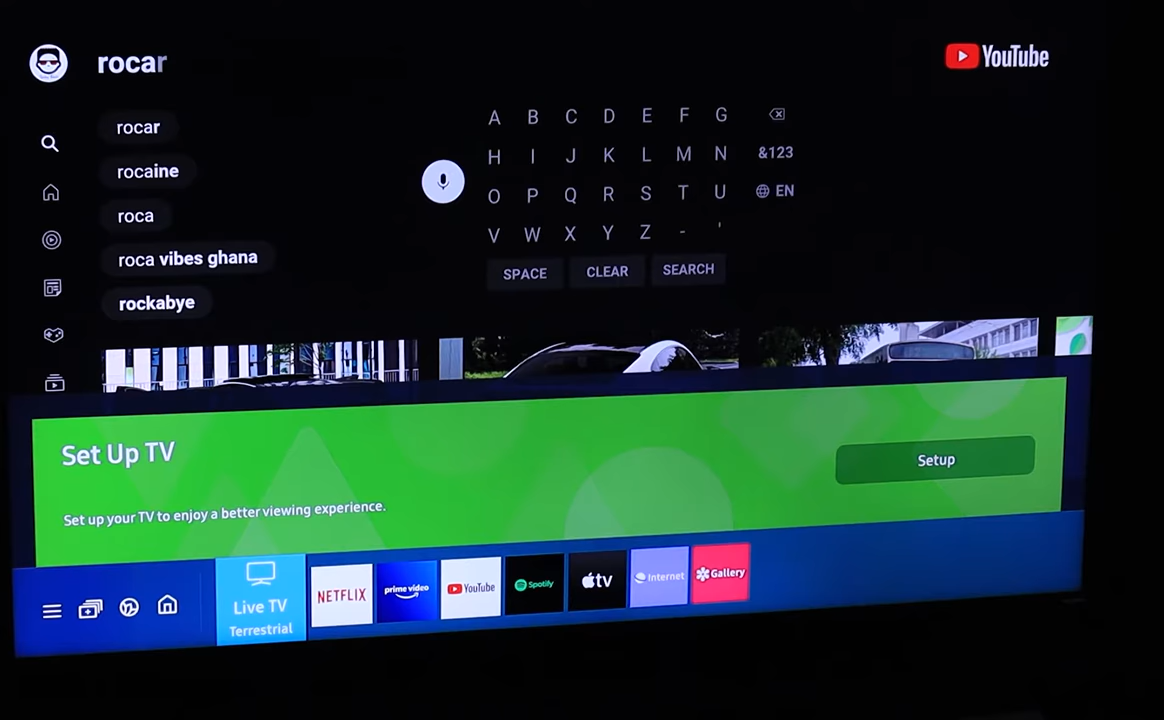 rocar
YouTube
rocar
rocaine
roca
roca vibes ghana
rockabye
A B C D E F G
H I J K L M N &123
O P Q R S T U EN
V W X Y Z - '
SPACE CLEAR SEARCH
Set Up TV
Setup
Set up your TV to enjoy a better viewing experience.
Live TV
Terrestrial
NETFLIX
prime video
YouTube
Spotify
tv
Internet
Gallery